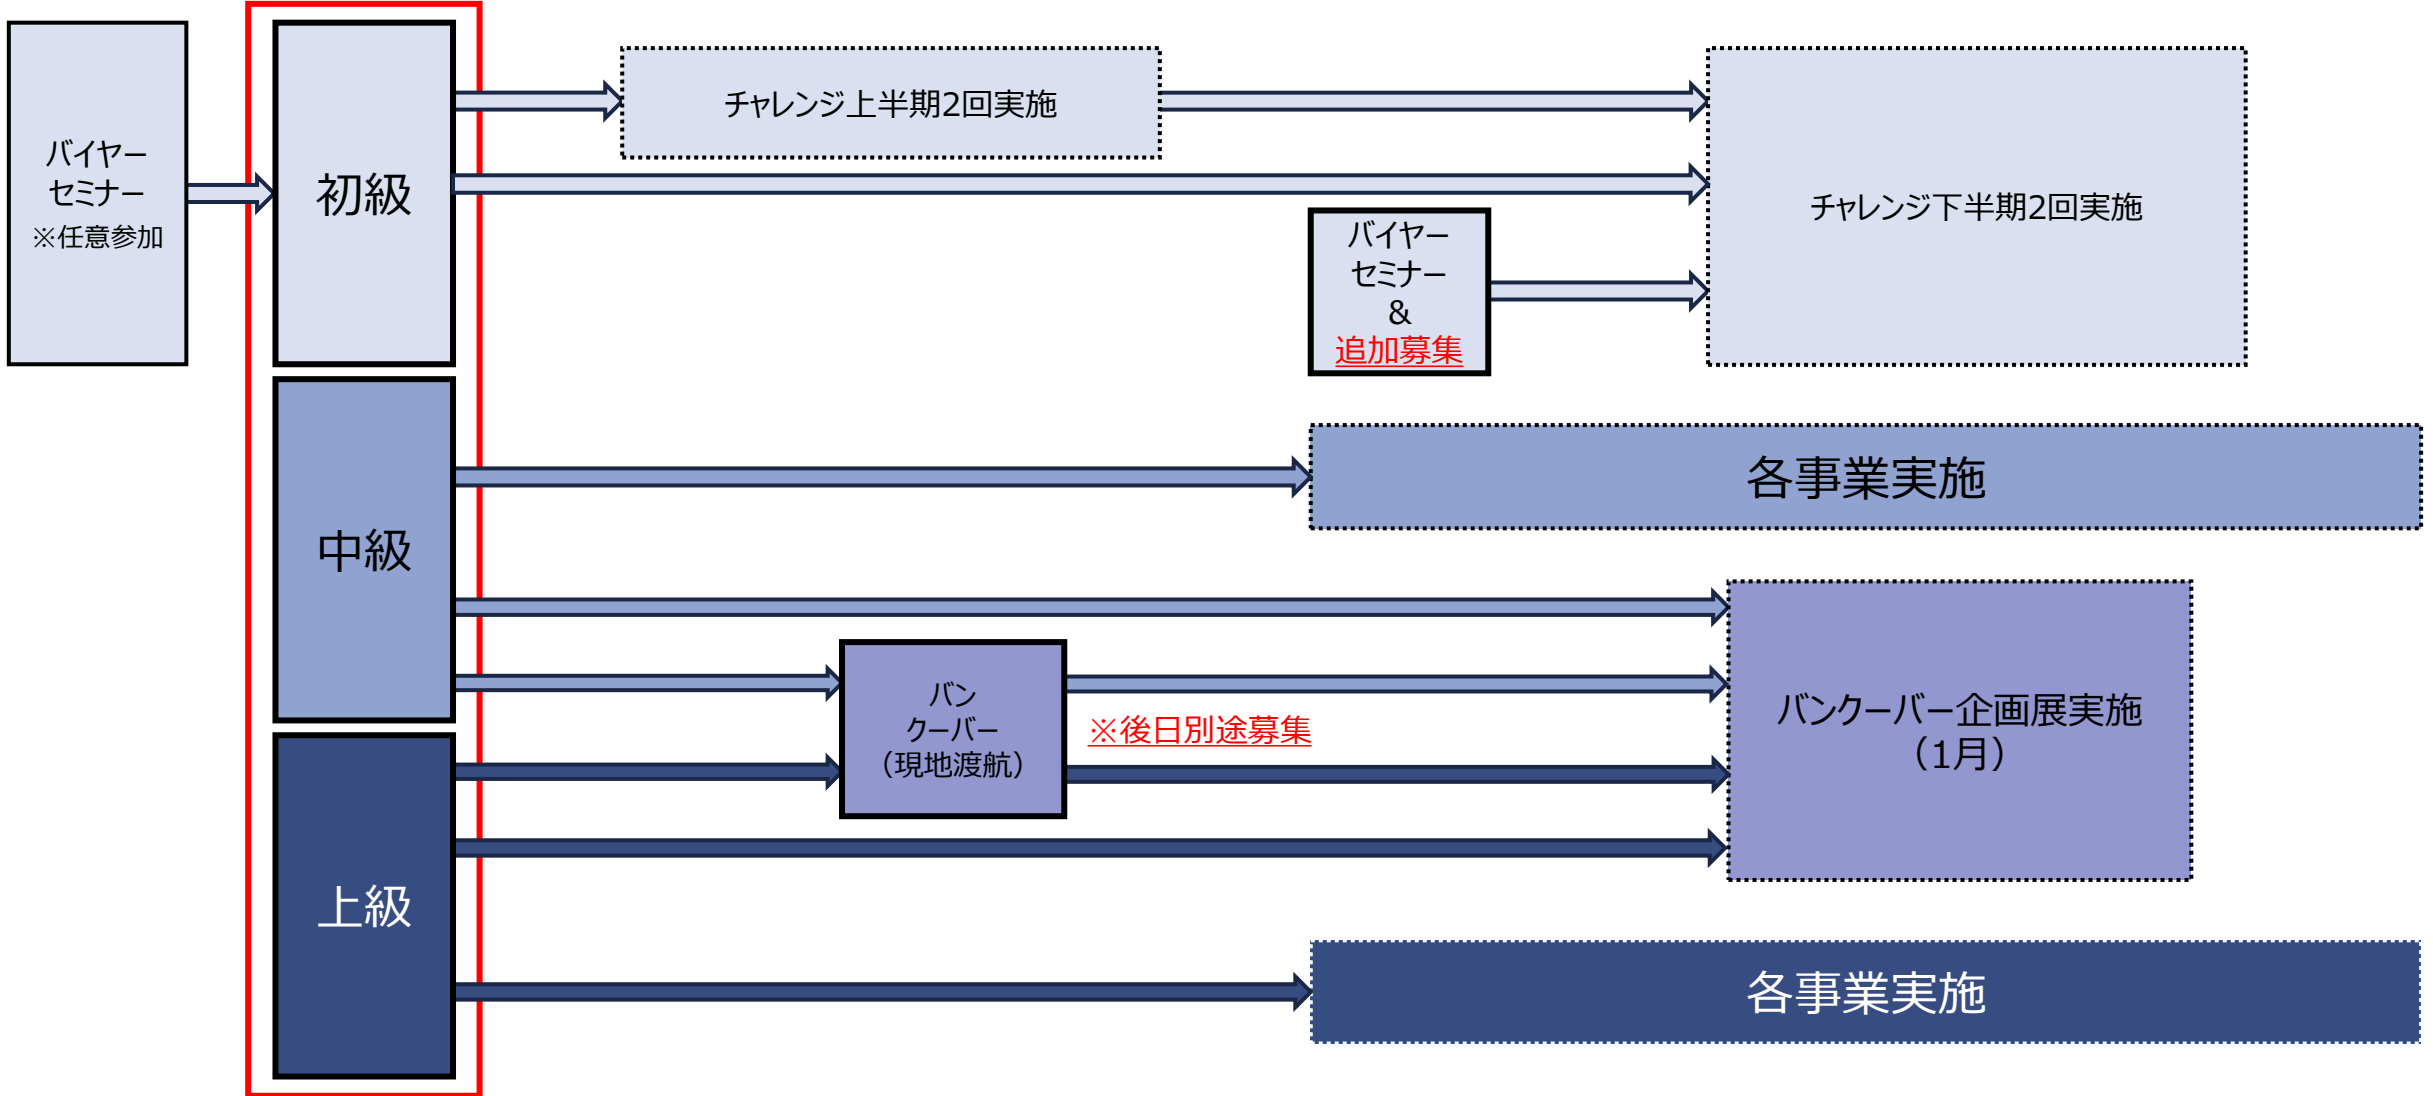 バイヤー
セミナー
※任意参加
初級
チャレンジ上半期2回実施
チャレンジ下半期2回実施
バイヤー
セミナー
&
追加募集
中級
各事業実施
バン
クーバー
（現地渡航）
※後日別途募集
バンクーバー企画展実施
（1月）
上級
各事業実施